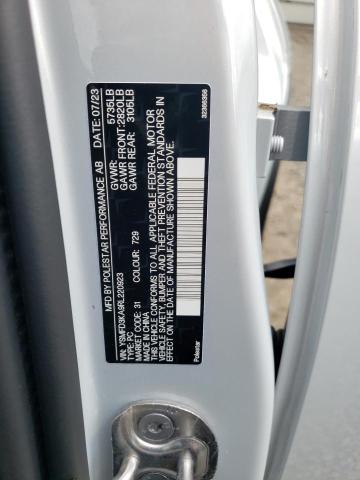 MFD BY POLESTAR PERFORMANCE AB DATE: 07/23
GVWR: 5735LB
GAWR FRONT: 2820LB
GAWR REAR: 3105LB
VIN: YSMFD3KA9RL220923
TYPE: PC
MARKET CODE: 31 COLOUR: 729
MADE IN CHINA
THIS VEHICLE CONFORMS TO ALL APPLICABLE FEDERAL MOTOR
VEHICLE SAFETY, BUMPER AND THEFT PREVENTION STANDARDS IN
EFFECT ON THE DATE OF MANUFACTURE SHOWN ABOVE.
Polestar 32366356